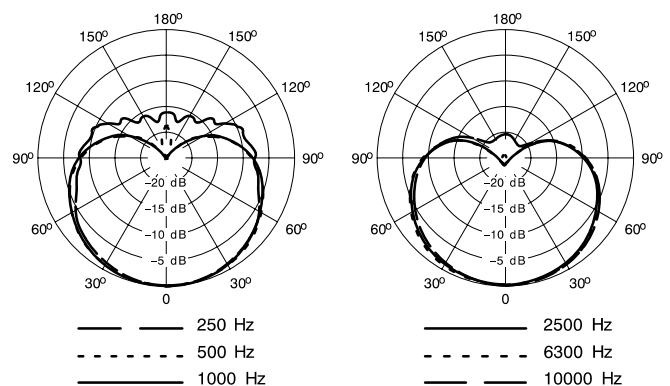 180° 180°
150° 150° 150° 150°
120° 120° 120° 120°
90° 90° 90° 90°
–20 dB –20 dB
–15 dB –15 dB
60° 60° 60° 60°
–10 dB –10 dB
–5 dB –5 dB
30° 30° 30° 30°
0 0
250 Hz 2500 Hz
500 Hz 6300 Hz
1000 Hz 10000 Hz